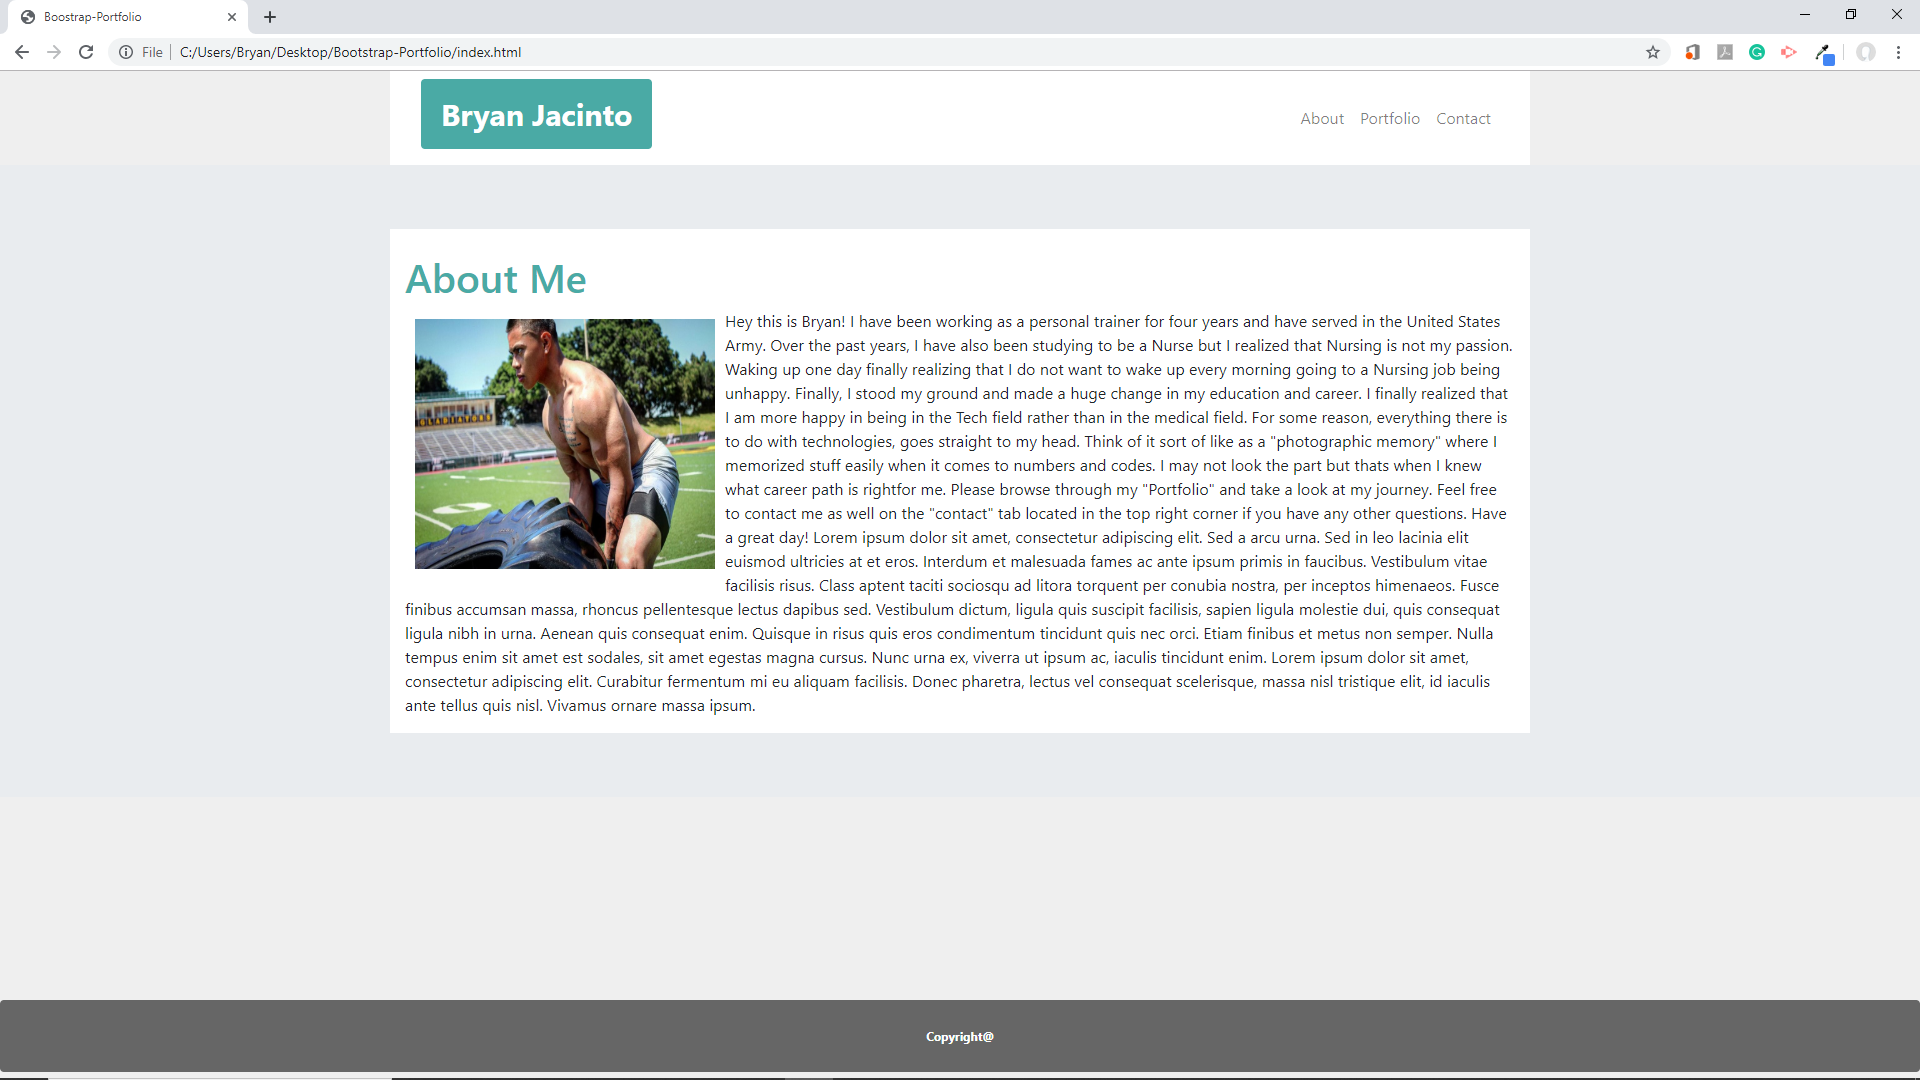 Boostrap-Portfolio
File
C:/Users/Bryan/Desktop/Bootstrap-Portfolio/index.html
Bryan Jacinto
About Portfolio Contact
About Me
GLADIATORS
Hey this is Bryan! I have been working as a personal trainer for four years and have served in the United States
Army. Over the past years, I have also been studying to be a Nurse but I realized that Nursing is not my passion.
Waking up one day finally realizing that I do not want to wake up every morning going to a Nursing job being
unhappy. Finally, I stood my ground and made a huge change in my education and career. I finally realized that
I am more happy in being in the Tech field rather than in the medical field. For some reason, everything there is
to do with technologies, goes straight to my head. Think of it sort of like as a "photographic memory" where I
memorized stuff easily when it comes to numbers and codes. I may not look the part but thats when I knew
what career path is rightfor me. Please browse through my "Portfolio" and take a look at my journey. Feel free
to contact me as well on the "contact" tab located in the top right corner if you have any other questions. Have
a great day! Lorem ipsum dolor sit amet, consectetur adipiscing elit. Sed a arcu urna. Sed in leo lacinia elit
euismod ultricies at et eros. Interdum et malesuada fames ac ante ipsum primis in faucibus. Vestibulum vitae
facilisis risus. Class aptent taciti sociosqu ad litora torquent per conubia nostra, per inceptos himenaeos. Fusce
finibus accumsan massa, rhoncus pellentesque lectus dapibus sed. Vestibulum dictum, ligula quis suscipit facilisis, sapien ligula molestie dui, quis consequat
ligula nibh in urna. Aenean quis consequat enim. Quisque in risus quis eros condimentum tincidunt quis nec orci. Etiam finibus et metus non semper. Nulla
tempus enim sit amet est sodales, sit amet egestas magna cursus. Nunc urna ex, viverra ut ipsum ac, iaculis tincidunt enim. Lorem ipsum dolor sit amet,
consectetur adipiscing elit. Curabitur fermentum mi eu aliquam facilisis. Donec pharetra, lectus vel consequat scelerisque, massa nisl tristique elit, id iaculis
ante tellus quis nisl. Vivamus ornare massa ipsum.
Copyright@